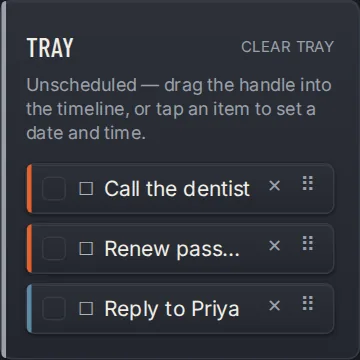 TRAY
CLEAR TRAY
Unscheduled — drag the handle into
the timeline, or tap an item to set a
date and time.
☐ Call the dentist ✕ ⠿
☐ Renew pass... ✕ ⠿
☐ Reply to Priya ✕ ⠿